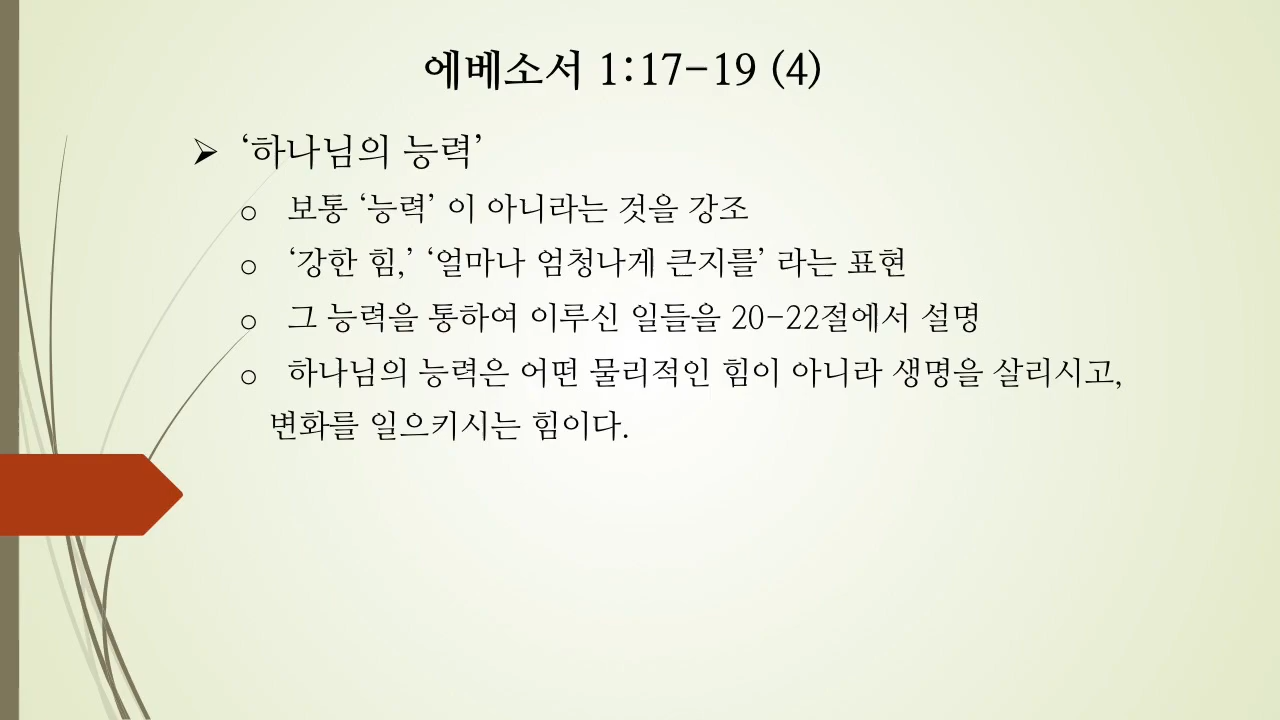 에베소서 1:17-19 (4)
‘하나님의 능력’
보통 ‘능력’ 이 아니라는 것을 강조
‘강한 힘,’ ‘얼마나 엄청나게 큰지를’ 라는 표현
그 능력을 통하여 이루신 일들을 20-22절에서 설명
하나님의 능력은 어떤 물리적인 힘이 아니라 생명을 살리시고,
변화를 일으키시는 힘이다.